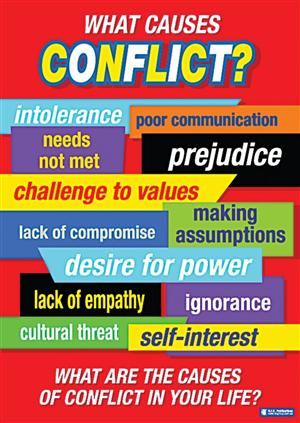 WHAT CAUSES
CONFLICT?
intolerance
poor communication
needs
not met
prejudice
challenge to values
lack of compromise
making
assumptions
desire for power
lack of empathy
ignorance
cultural threat
self-interest
WHAT ARE THE CAUSES
OF CONFLICT IN YOUR LIFE?